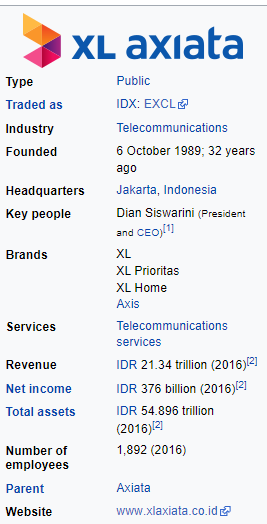 XL axiata
Type Public
Traded as IDX: EXCL
Industry Telecommunications
Founded 6 October 1989; 32 years
ago
Headquarters Jakarta, Indonesia
Key people Dian Siswarini (President
and CEO)[1]
Brands XL
XL Prioritas
XL Home
Axis
Services Telecommunications
services
Revenue IDR 21.34 trillion (2016)[2]
Net income IDR 376 billion (2016)[2]
Total assets IDR 54.896 trillion
(2016)[2]
Number of 1,892 (2016)
employees
Parent Axiata
Website www.xlaxiata.co.id